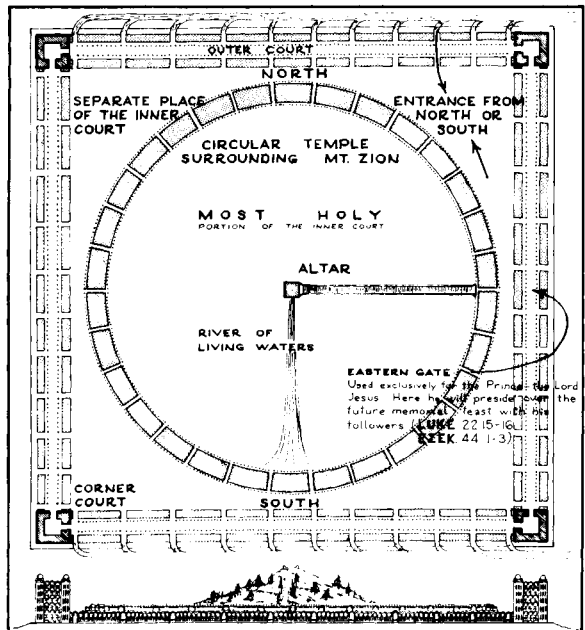 OUTER COURT
NORTH
SEPARATE PLACE
OF THE INNER
COURT
ENTRANCE FROM
NORTH OR
SOUTH
CIRCULAR TEMPLE
SURROUNDING MT. ZION
MOST HOLY
PORTION OF THE INNER COURT
ALTAR
RIVER OF
LIVING WATERS
EASTERN GATE
Used exclusively for the Prince the Lord
Jesus Here he will preside over the
future memorial feast with his
followers (LUKE 22 15-16
EZEK. 44 1-3)
CORNER
COURT
SOUTH